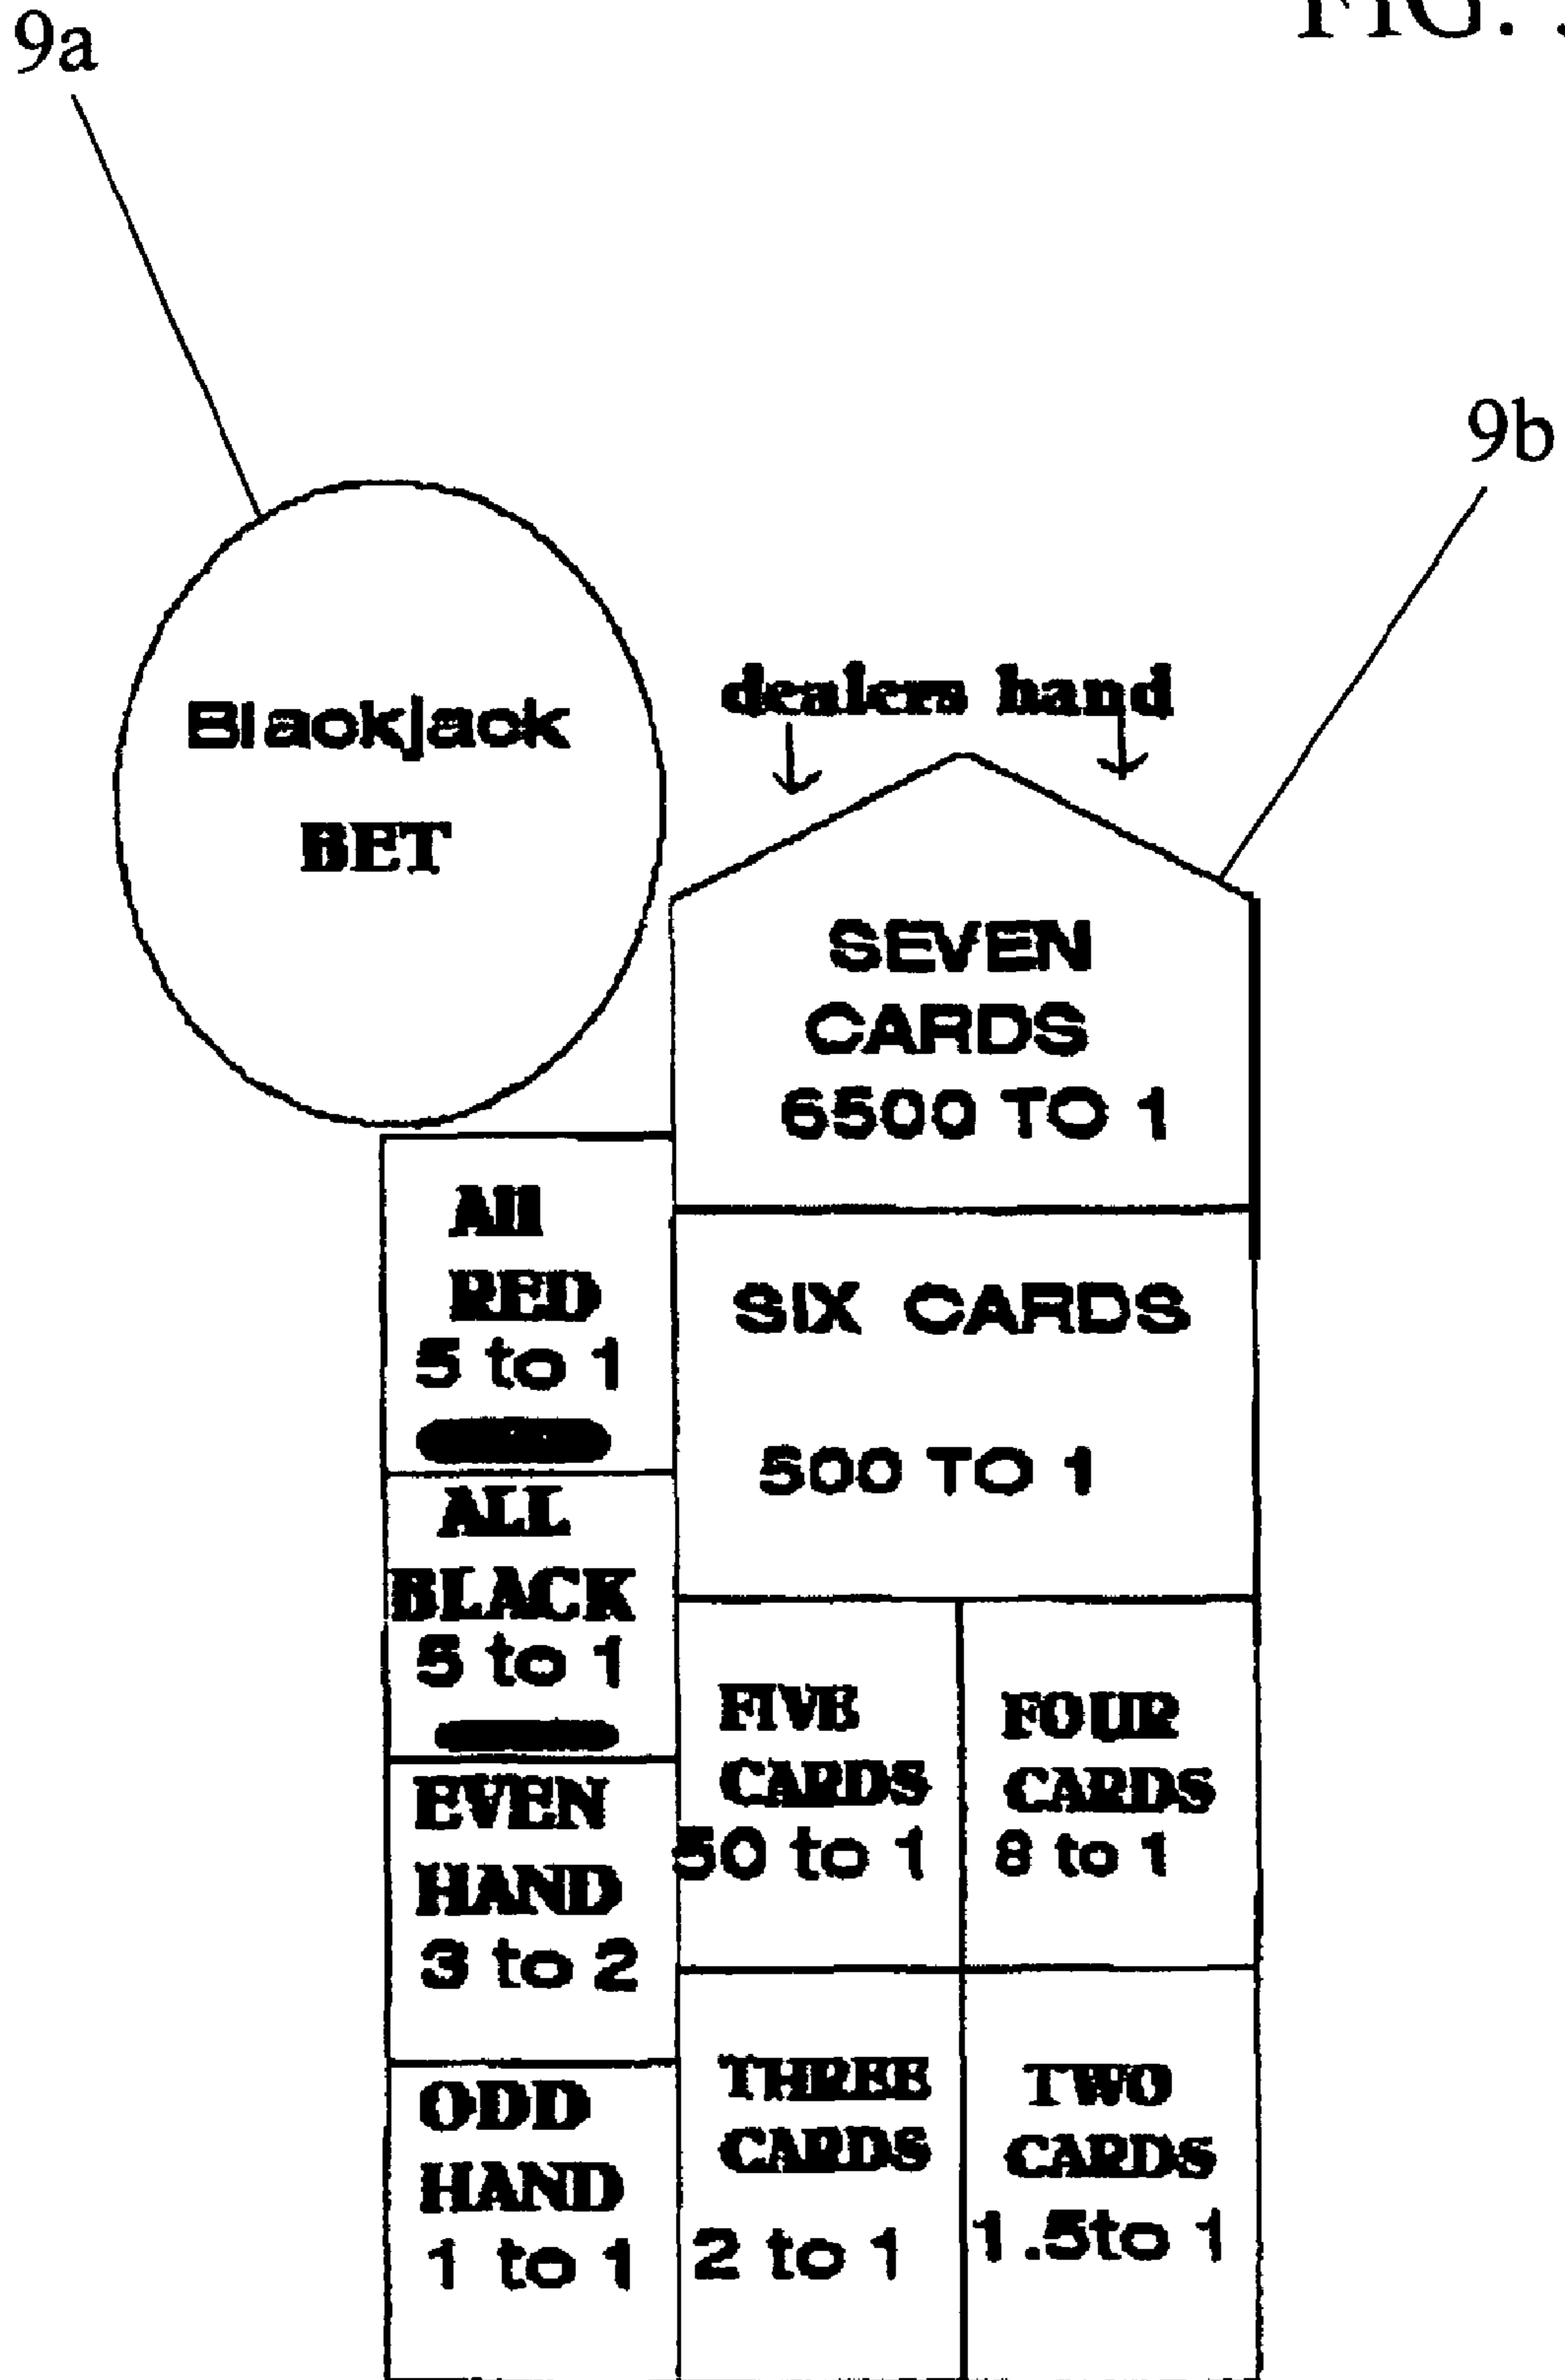 FIG.
9a
9b
Blackjack
BET
dealers hand
SEVEN
CARDS
6500 TO 1
All
RED
5 to 1
SIX CARDS
500 TO 1
ALL
BLACK
5 to 1
FIVE
CARDS
50 to 1
FOUR
CARDS
8 to 1
EVEN
HAND
3 to 2
ODD
HAND
1 to 1
THREE
CARDS
2 to 1
TWO
CARDS
1.5to 1